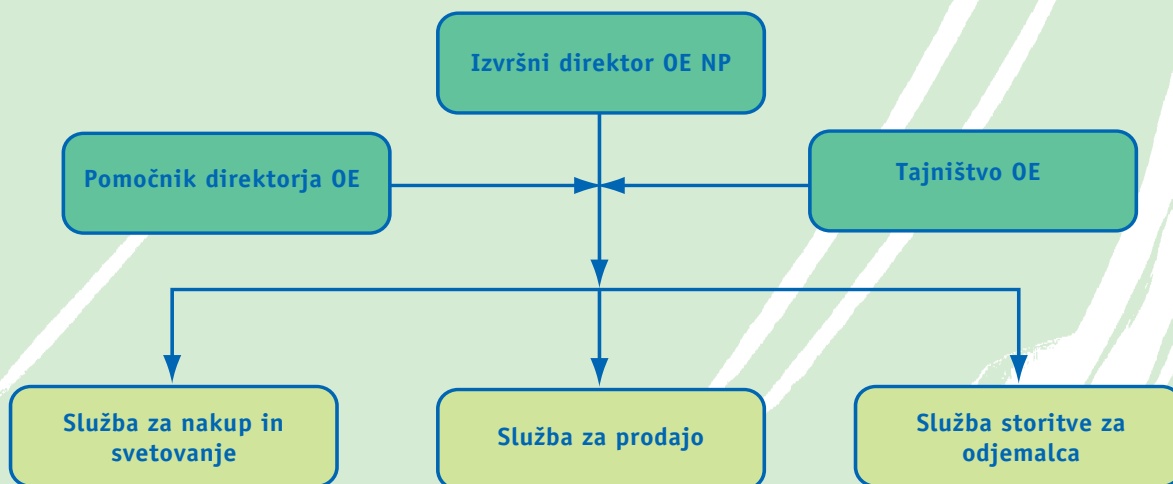 Izvršni direktor OE NP
Pomočnik direktorja OE
Tajništvo OE
Služba za nakup in
svetovanje
Služba za prodajo
Služba storitve za
odjemalca